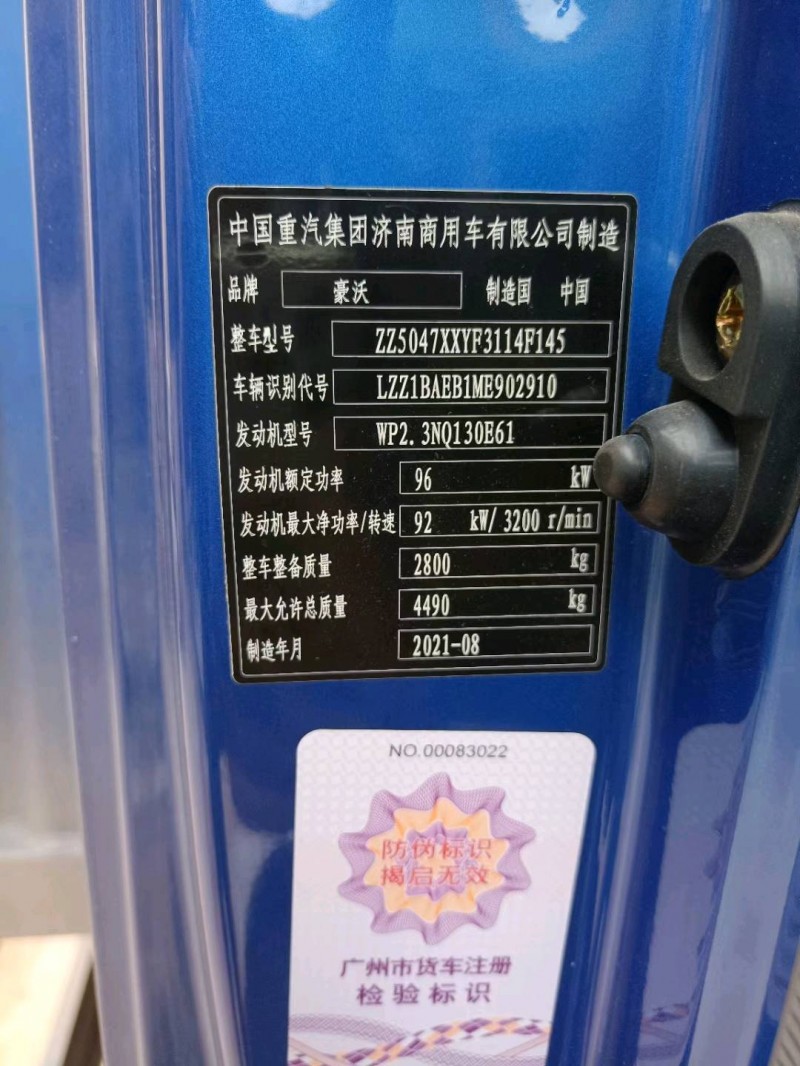 中国重汽集团济南商用车有限公司制造
品牌 豪沃 制造国 中国
整车型号 ZZ5047XXYF3114F145
车辆识别代号 LZZ1BAEB1ME902910
发动机型号 WP2.3NQ130E61
发动机额定功率 96 kW
发动机最大净功率/转速 92 kW/ 3200 r/min
整车整备质量 2800 kg
最大允许总质量 4490 kg
制造年月 2021-08
NO.00083022
防伪标识
揭启无效
广州市货车注册
检验标识